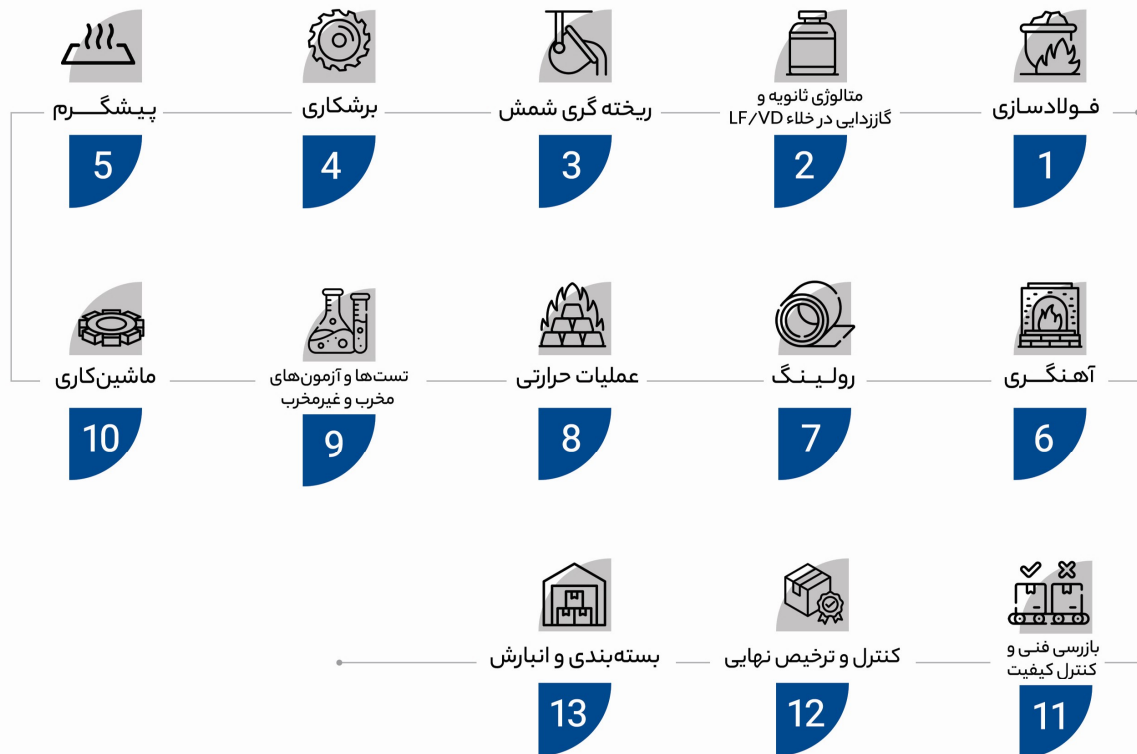 فولادسازی
1
متالوژی ثانویه و
گاززدایی در خلاء LF/VD
2
ریخته گری شمش
3
برشکاری
4
پیشگرم
5
آهنگری
6
رولینگ
7
عملیات حرارتی
8
تست‌ها و آزمون‌های
مخرب و غیرمخرب
9
ماشین‌کاری
10
بازرسی فنی و
کنترل کیفیت
11
کنترل و ترخیص نهایی
12
بسته‌بندی و انبارش
13